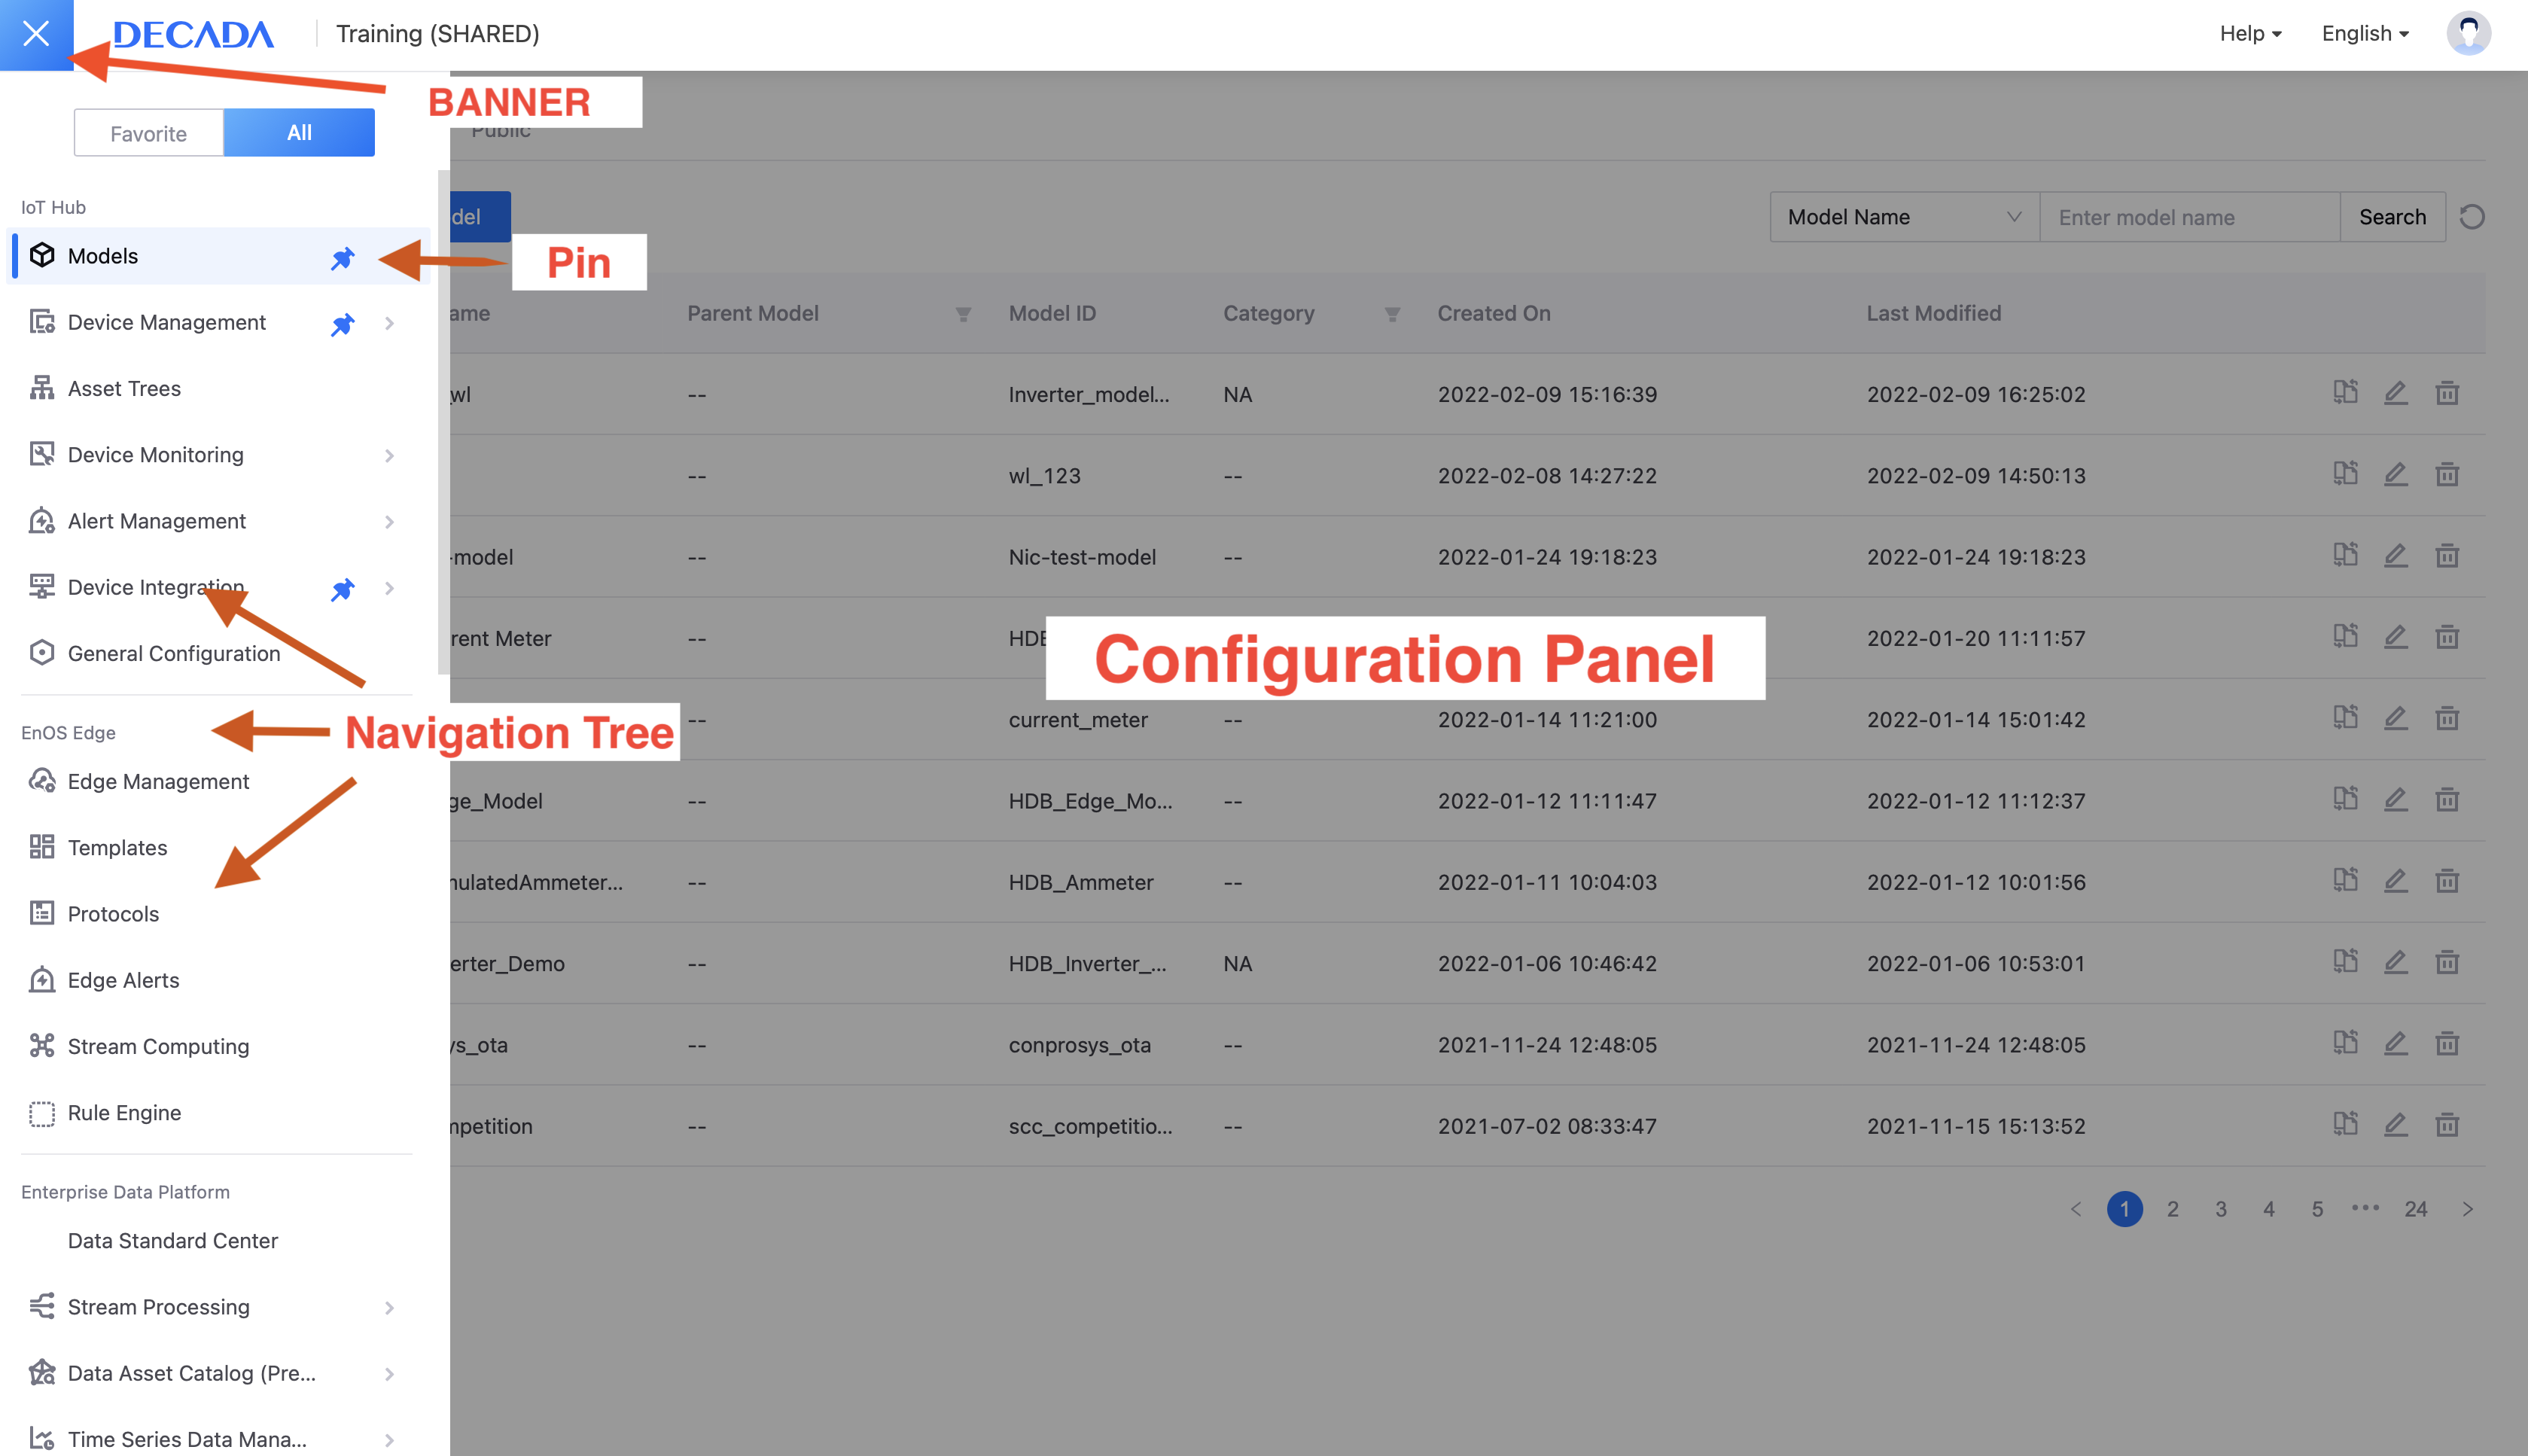 DECADA
Training (SHARED)
Help
English
BANNER
Favorite
All
Public
IoT Hub
Models
Pin
Device Management
Asset Trees
Device Monitoring
Alert Management
Device Integration
General Configuration
Navigation Tree
EnOS Edge
Edge Management
Templates
Protocols
Edge Alerts
Stream Computing
Rule Engine
Enterprise Data Platform
Data Standard Center
Stream Processing
Data Asset Catalog (Pre...
Time Series Data Mana...
del
Model Name
Enter model name
Search
ame Parent Model Model ID Category Created On Last Modified
_wl -- Inverter_model... NA 2022-02-09 15:16:39 2022-02-09 16:25:02
-- wl_123 -- 2022-02-08 14:27:22 2022-02-09 14:50:13
-model -- Nic-test-model -- 2022-01-24 19:18:23 2022-01-24 19:18:23
rent Meter -- HDB 2022-01-20 11:11:57
Configuration Panel
-- current_meter -- 2022-01-14 11:21:00 2022-01-14 15:01:42
ge_Model -- HDB_Edge_Mo... -- 2022-01-12 11:11:47 2022-01-12 11:12:37
nulatedAmmeter... -- HDB_Ammeter -- 2022-01-11 10:04:03 2022-01-12 10:01:56
erter_Demo -- HDB_Inverter_... NA 2022-01-06 10:46:42 2022-01-06 10:53:01
ys_ota -- conprosys_ota -- 2021-11-24 12:48:05 2021-11-24 12:48:05
mpetition -- scc_competitio... -- 2021-07-02 08:33:47 2021-11-15 15:13:52
< 1 2 3 4 5 ••• 24 >